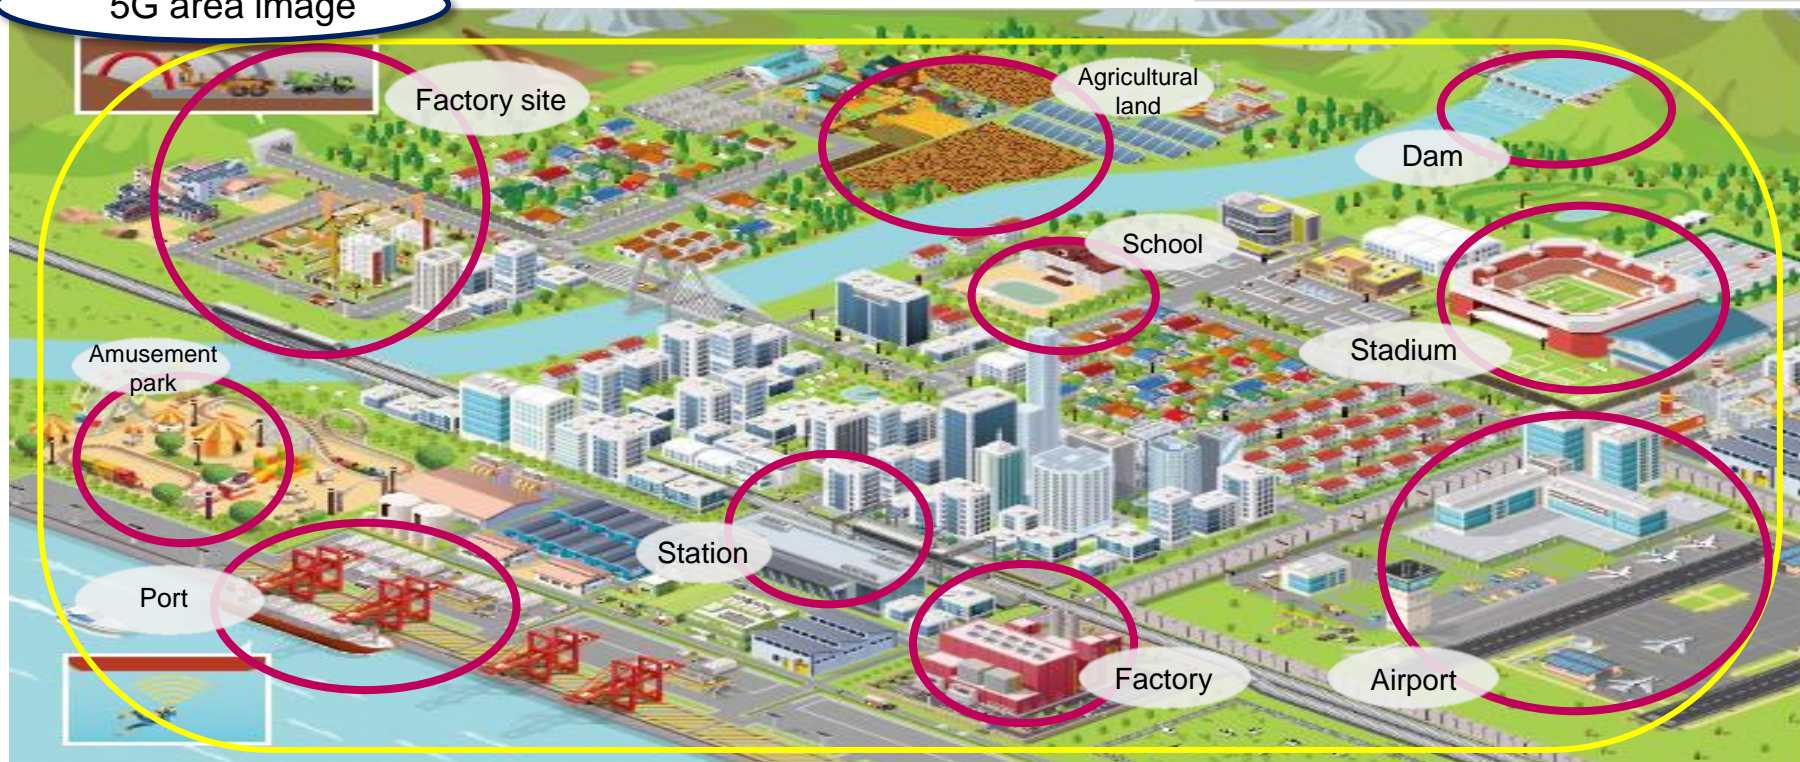 5G area image
Factory site
Agricultural
land
Dam
School
Stadium
Amusement
park
Station
Port
Factory
Airport